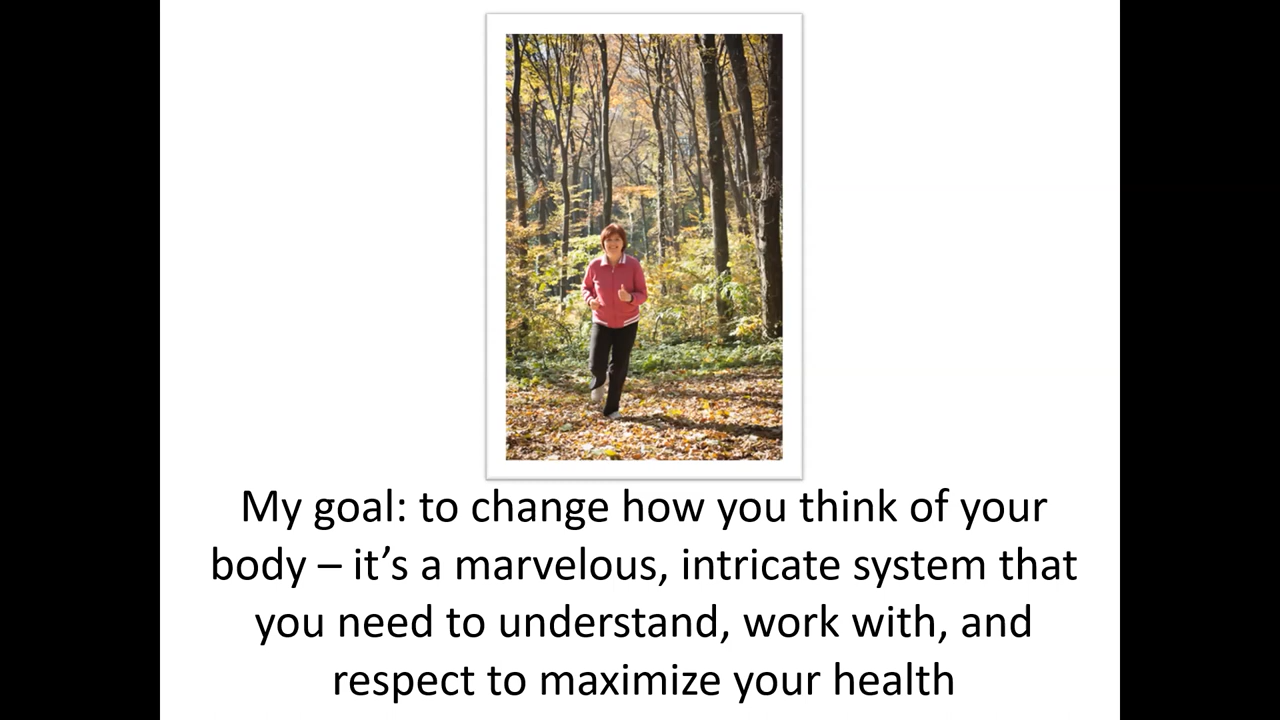 My goal: to change how you think of your
body – it’s a marvelous, intricate system that
you need to understand, work with, and
respect to maximize your health